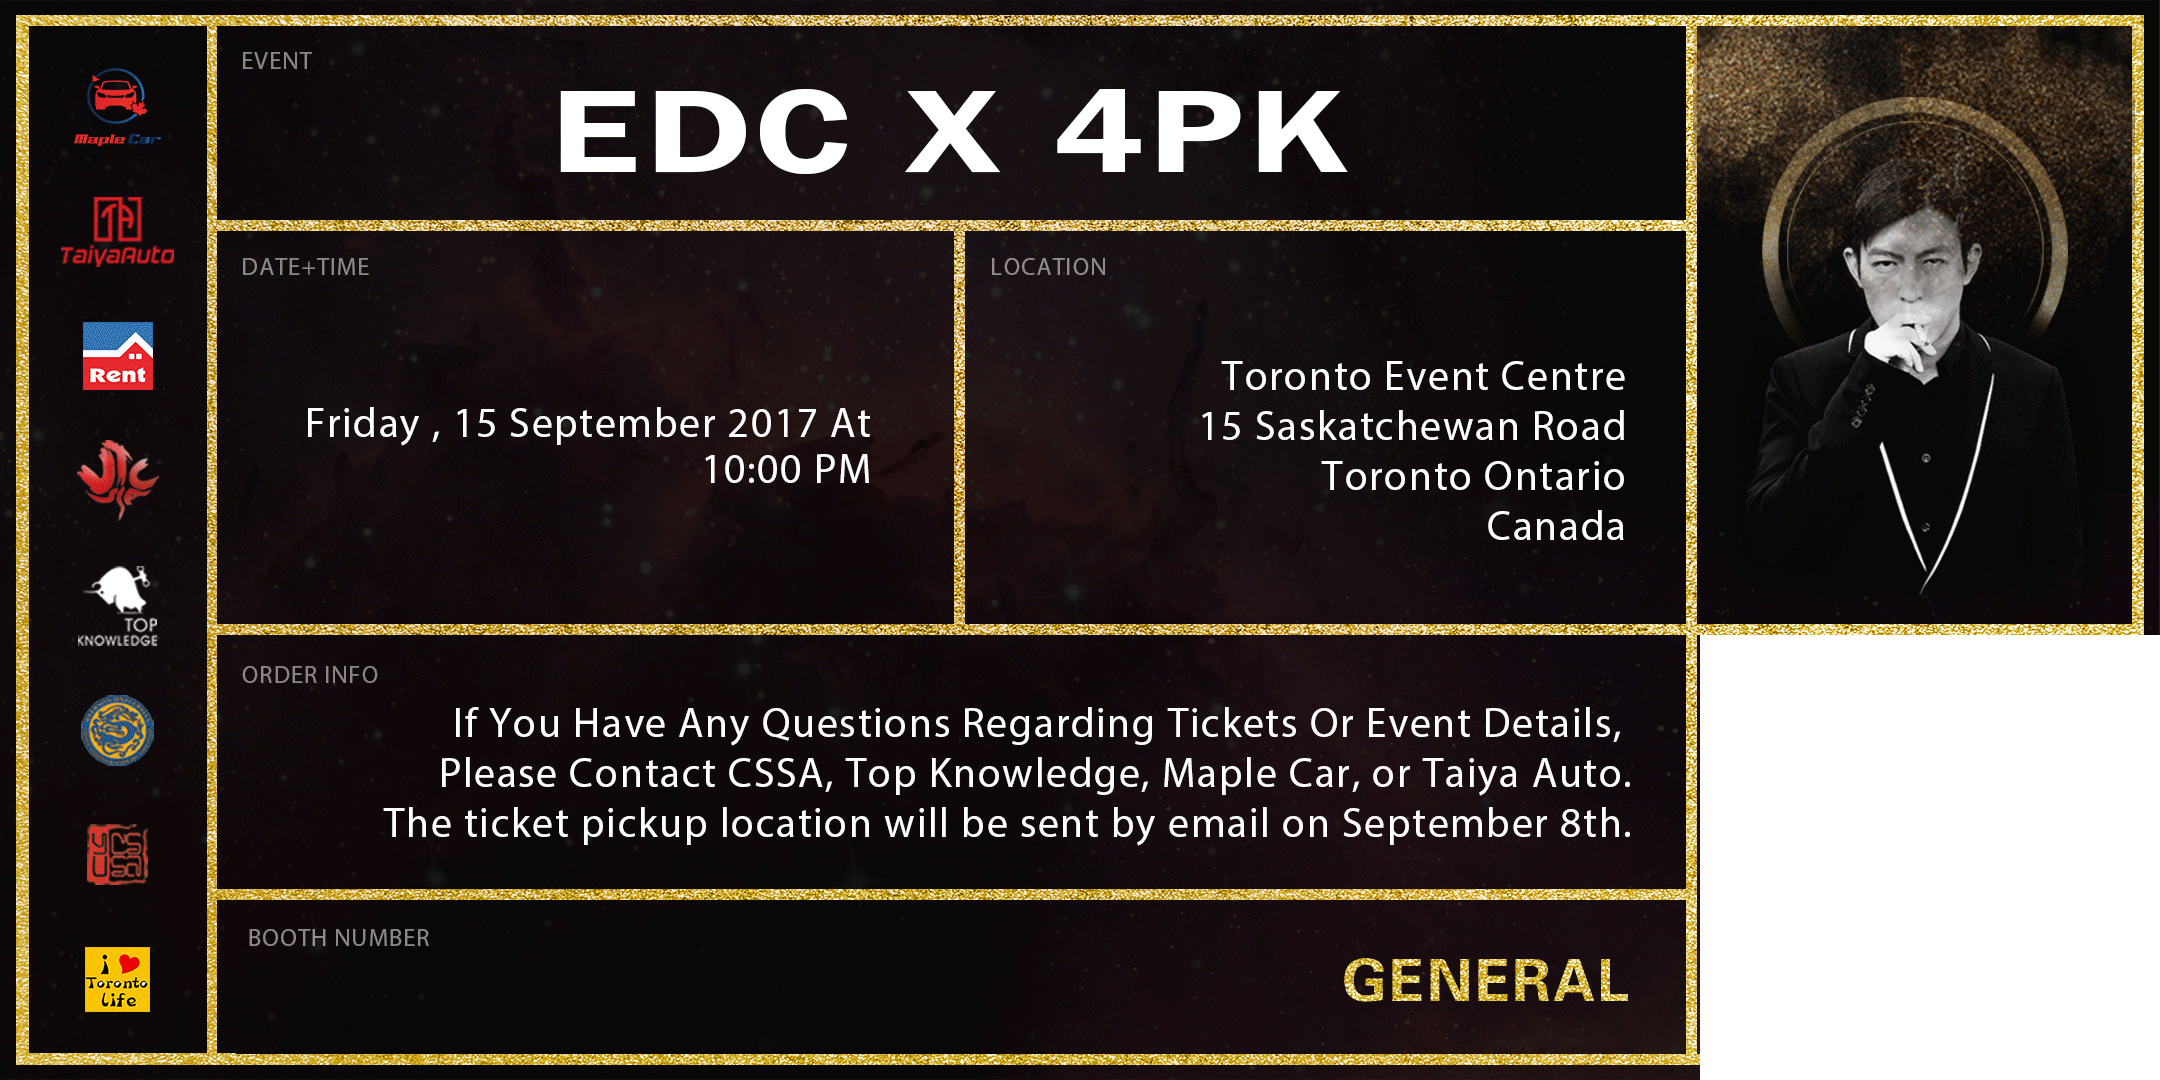 Maple Car
TaiyaAuto
Rent
TOP
KNOWLEDGE
i
Toronto
Life
EVENT
EDC X 4PK
DATE+TIME
Friday , 15 September 2017 At
10:00 PM
LOCATION
Toronto Event Centre
15 Saskatchewan Road
Toronto Ontario
Canada
ORDER INFO
If You Have Any Questions Regarding Tickets Or Event Details,
Please Contact CSSA, Top Knowledge, Maple Car, or Taiya Auto.
The ticket pickup location will be sent by email on September 8th.
BOOTH NUMBER
GENERAL